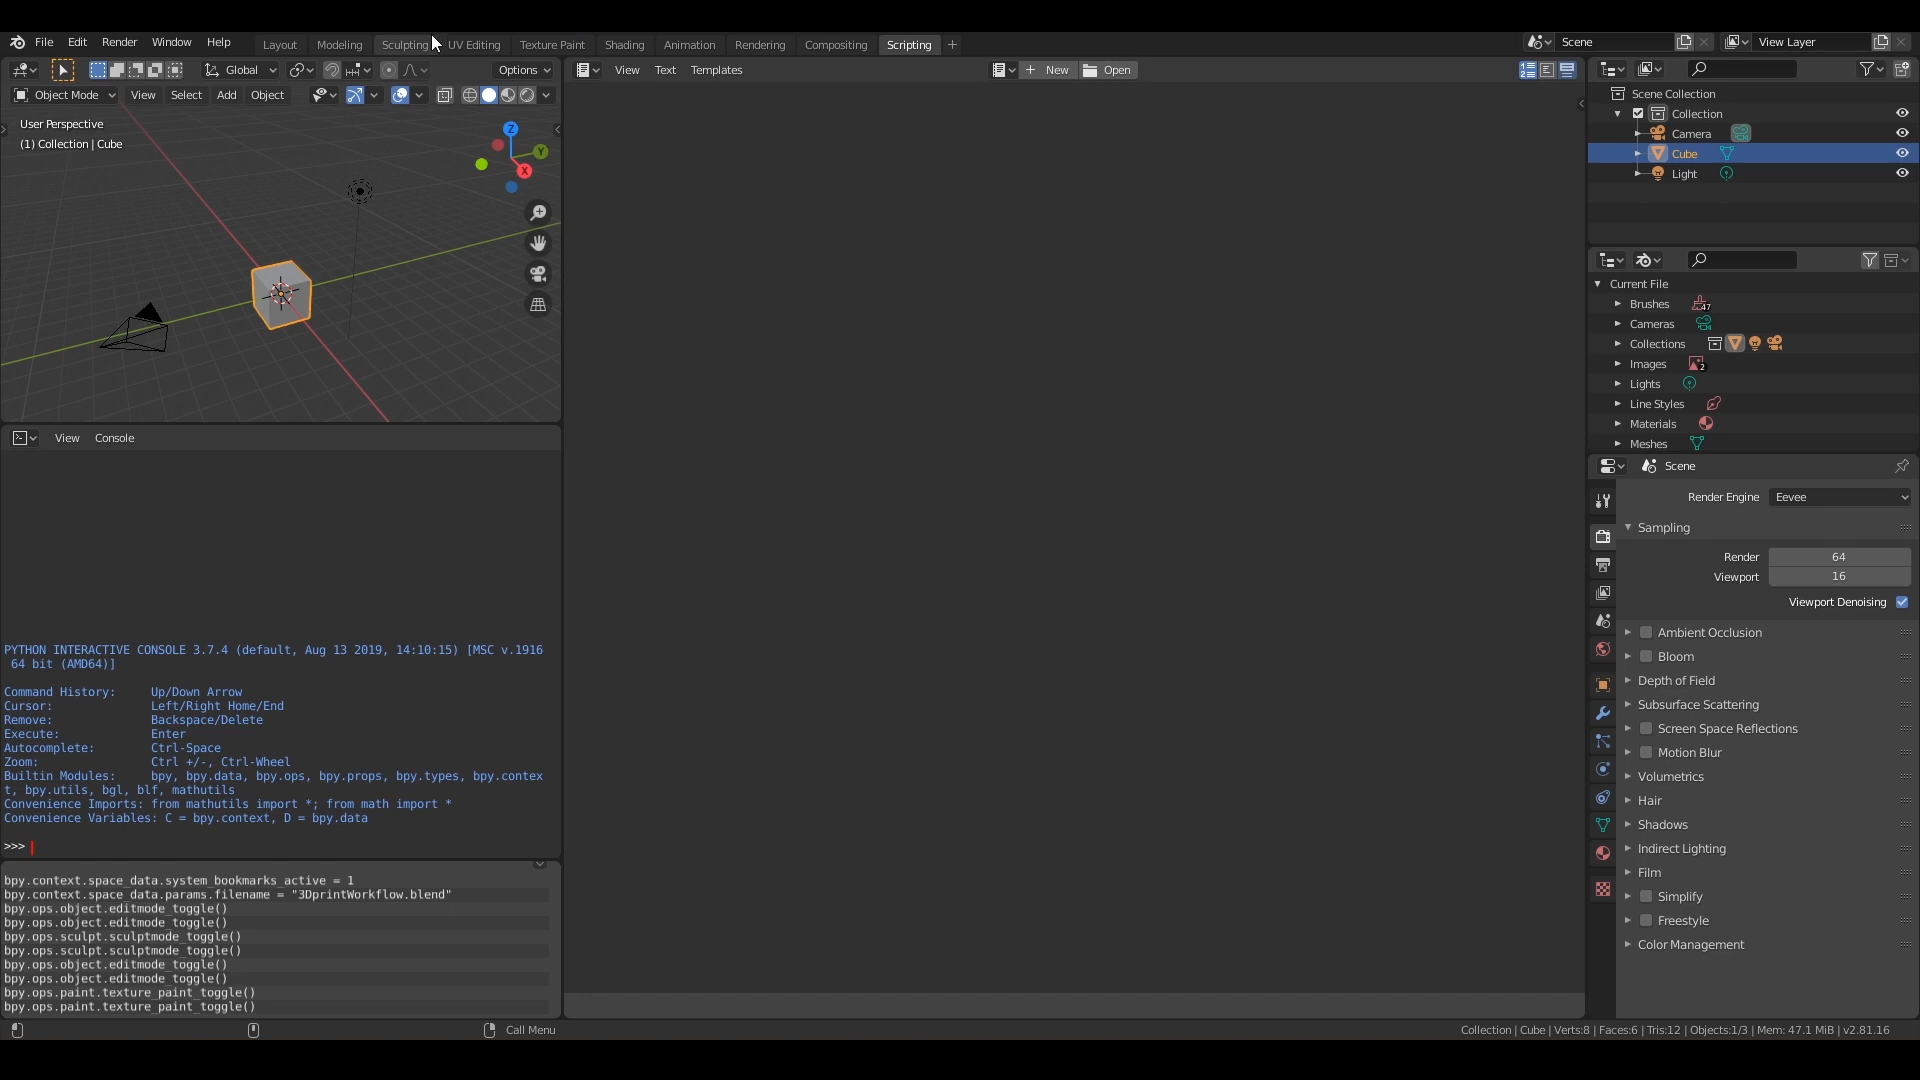 File Edit Render Window Help Layout Modeling Sculpting UV Editing Texture Paint Shading Animation Rendering Compositing Scripting + Scene View Layer
Global Options View Text Templates + New Open
Object Mode View Select Add Object
User Perspective
(1) Collection | Cube
Z
Y
X
Scene Collection
Collection
Camera
Cube
Light
Current File
Brushes 47
Cameras
Collections
Images 2
Lights
Line Styles
Materials
Meshes
View Console
PYTHON INTERACTIVE CONSOLE 3.7.4 (default, Aug 13 2019, 14:10:15) [MSC v.1916
64 bit (AMD64)]
Command History: Up/Down Arrow
Cursor: Left/Right Home/End
Remove: Backspace/Delete
Execute: Enter
Autocomplete: Ctrl-Space
Zoom: Ctrl +/-, Ctrl-Wheel
Builtin Modules: bpy, bpy.data, bpy.ops, bpy.props, bpy.types, bpy.contex
t, bpy.utils, bgl, blf, mathutils
Convenience Imports: from mathutils import *; from math import *
Convenience Variables: C = bpy.context, D = bpy.data
>>>
bpy.context.space_data.system_bookmarks_active = 1
bpy.context.space_data.params.filename = "3DprintWorkflow.blend"
bpy.ops.object.editmode_toggle()
bpy.ops.object.editmode_toggle()
bpy.ops.sculpt.sculptmode_toggle()
bpy.ops.sculpt.sculptmode_toggle()
bpy.ops.object.editmode_toggle()
bpy.ops.object.editmode_toggle()
bpy.ops.paint.texture_paint_toggle()
bpy.ops.paint.texture_paint_toggle()
Scene
Render Engine Eevee
Sampling
Render 64
Viewport 16
Viewport Denoising
Ambient Occlusion
Bloom
Depth of Field
Subsurface Scattering
Screen Space Reflections
Motion Blur
Volumetrics
Hair
Shadows
Indirect Lighting
Film
Simplify
Freestyle
Color Management
Call Menu
Collection | Cube | Verts:8 | Faces:6 | Tris:12 | Objects:1/3 | Mem: 47.1 MiB | v2.81.16